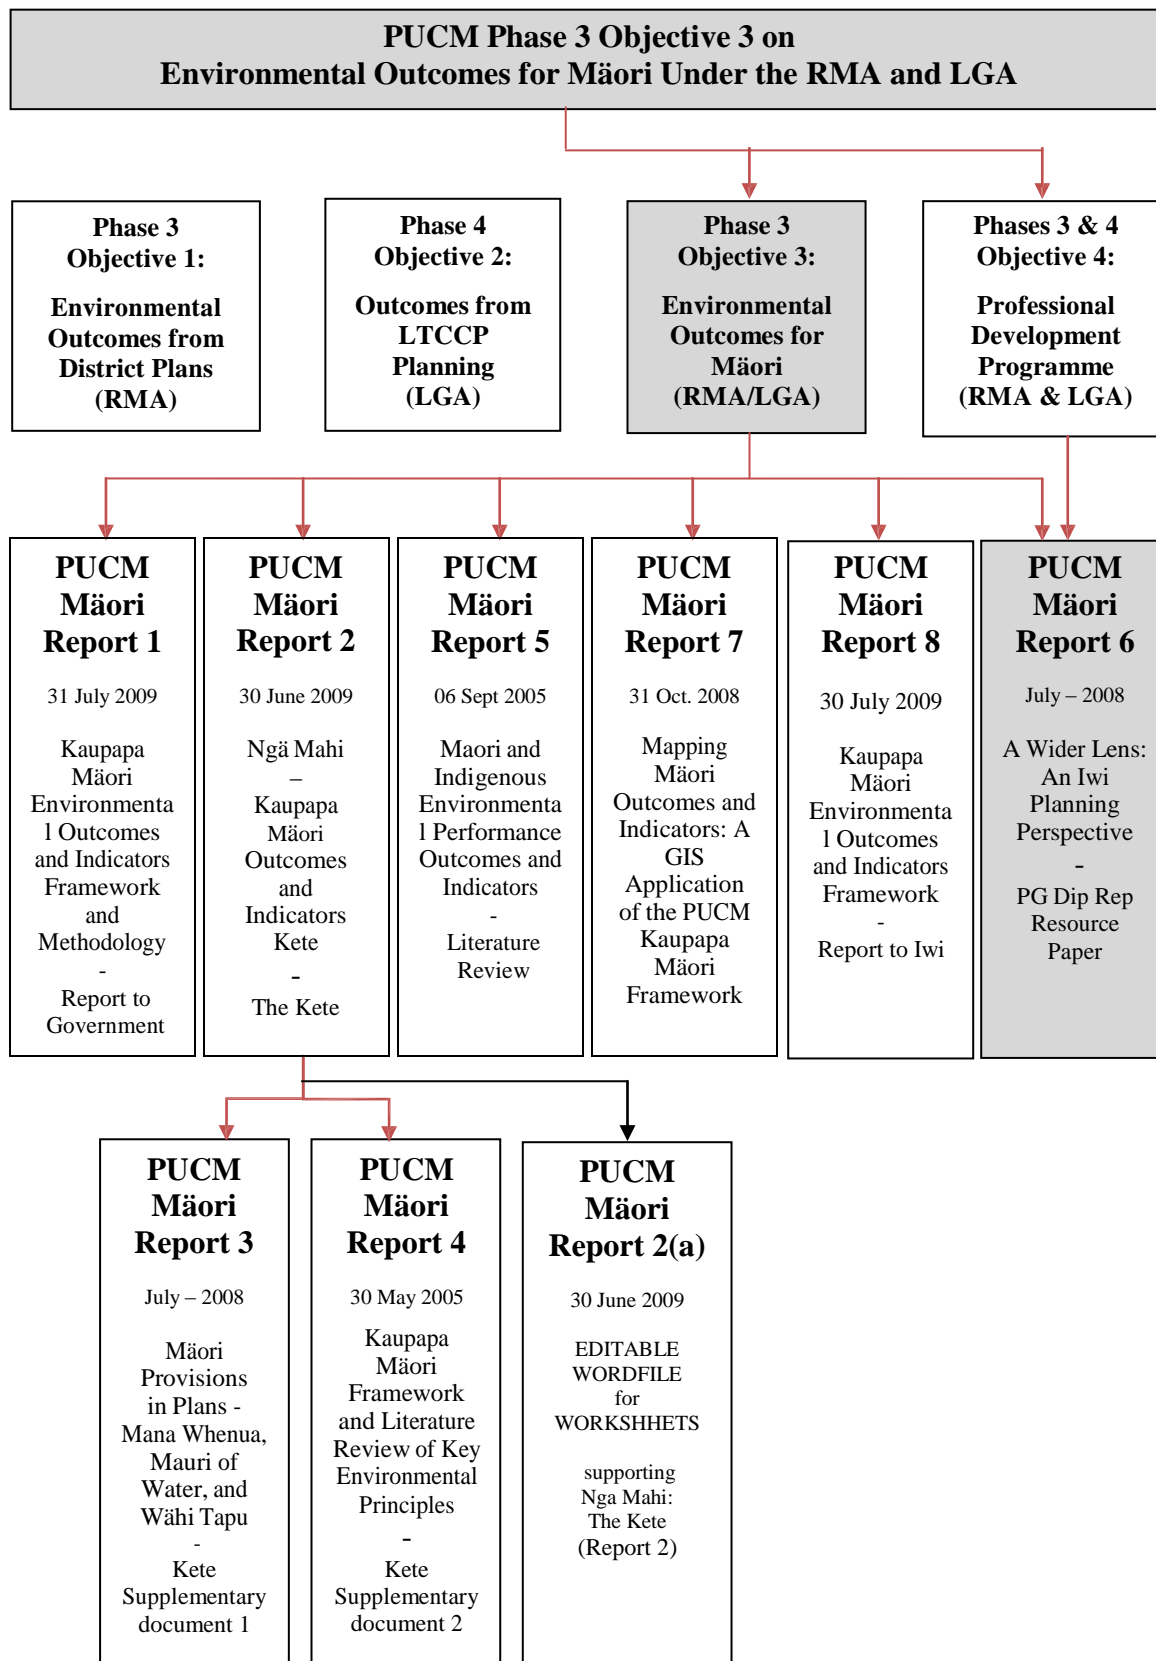 PUCM Phase 3 Objective 3 on
Environmental Outcomes for Mäori Under the RMA and LGA
Phase 3
Objective 1:
Environmental
Outcomes from
District Plans
(RMA)
Phase 4
Objective 2:
Outcomes from
LTCCP
Planning
(LGA)
Phase 3
Objective 3:
Environmental
Outcomes for
Mäori
(RMA/LGA)
Phases 3 & 4
Objective 4:
Professional
Development
Programme
(RMA & LGA)
PUCM
Mäori
Report 1
31 July 2009
Kaupapa
Mäori
Environmenta
l Outcomes
and Indicators
Framework
and
Methodology
-
Report to
Government
PUCM
Mäori
Report 2
30 June 2009
Ngä Mahi
–
Kaupapa
Mäori
Outcomes
and
Indicators
Kete
-
The Kete
PUCM
Mäori
Report 5
06 Sept 2005
Maori and
Indigenous
Environmenta
l Performance
Outcomes and
Indicators
-
Literature
Review
PUCM
Mäori
Report 7
31 Oct. 2008
Mapping
Mäori
Outcomes and
Indicators: A
GIS
Application
of the PUCM
Kaupapa
Mäori
Framework
PUCM
Mäori
Report 8
30 July 2009
Kaupapa
Mäori
Environmenta
l Outcomes
and Indicators
Framework
-
Report to Iwi
PUCM
Mäori
Report 6
July – 2008
A Wider Lens:
An Iwi
Planning
Perspective
-
PG Dip Rep
Resource
Paper
PUCM
Mäori
Report 3
July – 2008
Mäori
Provisions
in Plans -
Mana Whenua,
Mauri of
Water, and
Wähi Tapu
-
Kete
Supplementary
document 1
PUCM
Mäori
Report 4
30 May 2005
Kaupapa
Mäori
Framework
and Literature
Review of Key
Environmental
Principles
-
Kete
Supplementary
document 2
PUCM
Mäori
Report 2(a)
30 June 2009
EDITABLE
WORDFILE
for
WORKSHHETS
supporting
Nga Mahi:
The Kete
(Report 2)